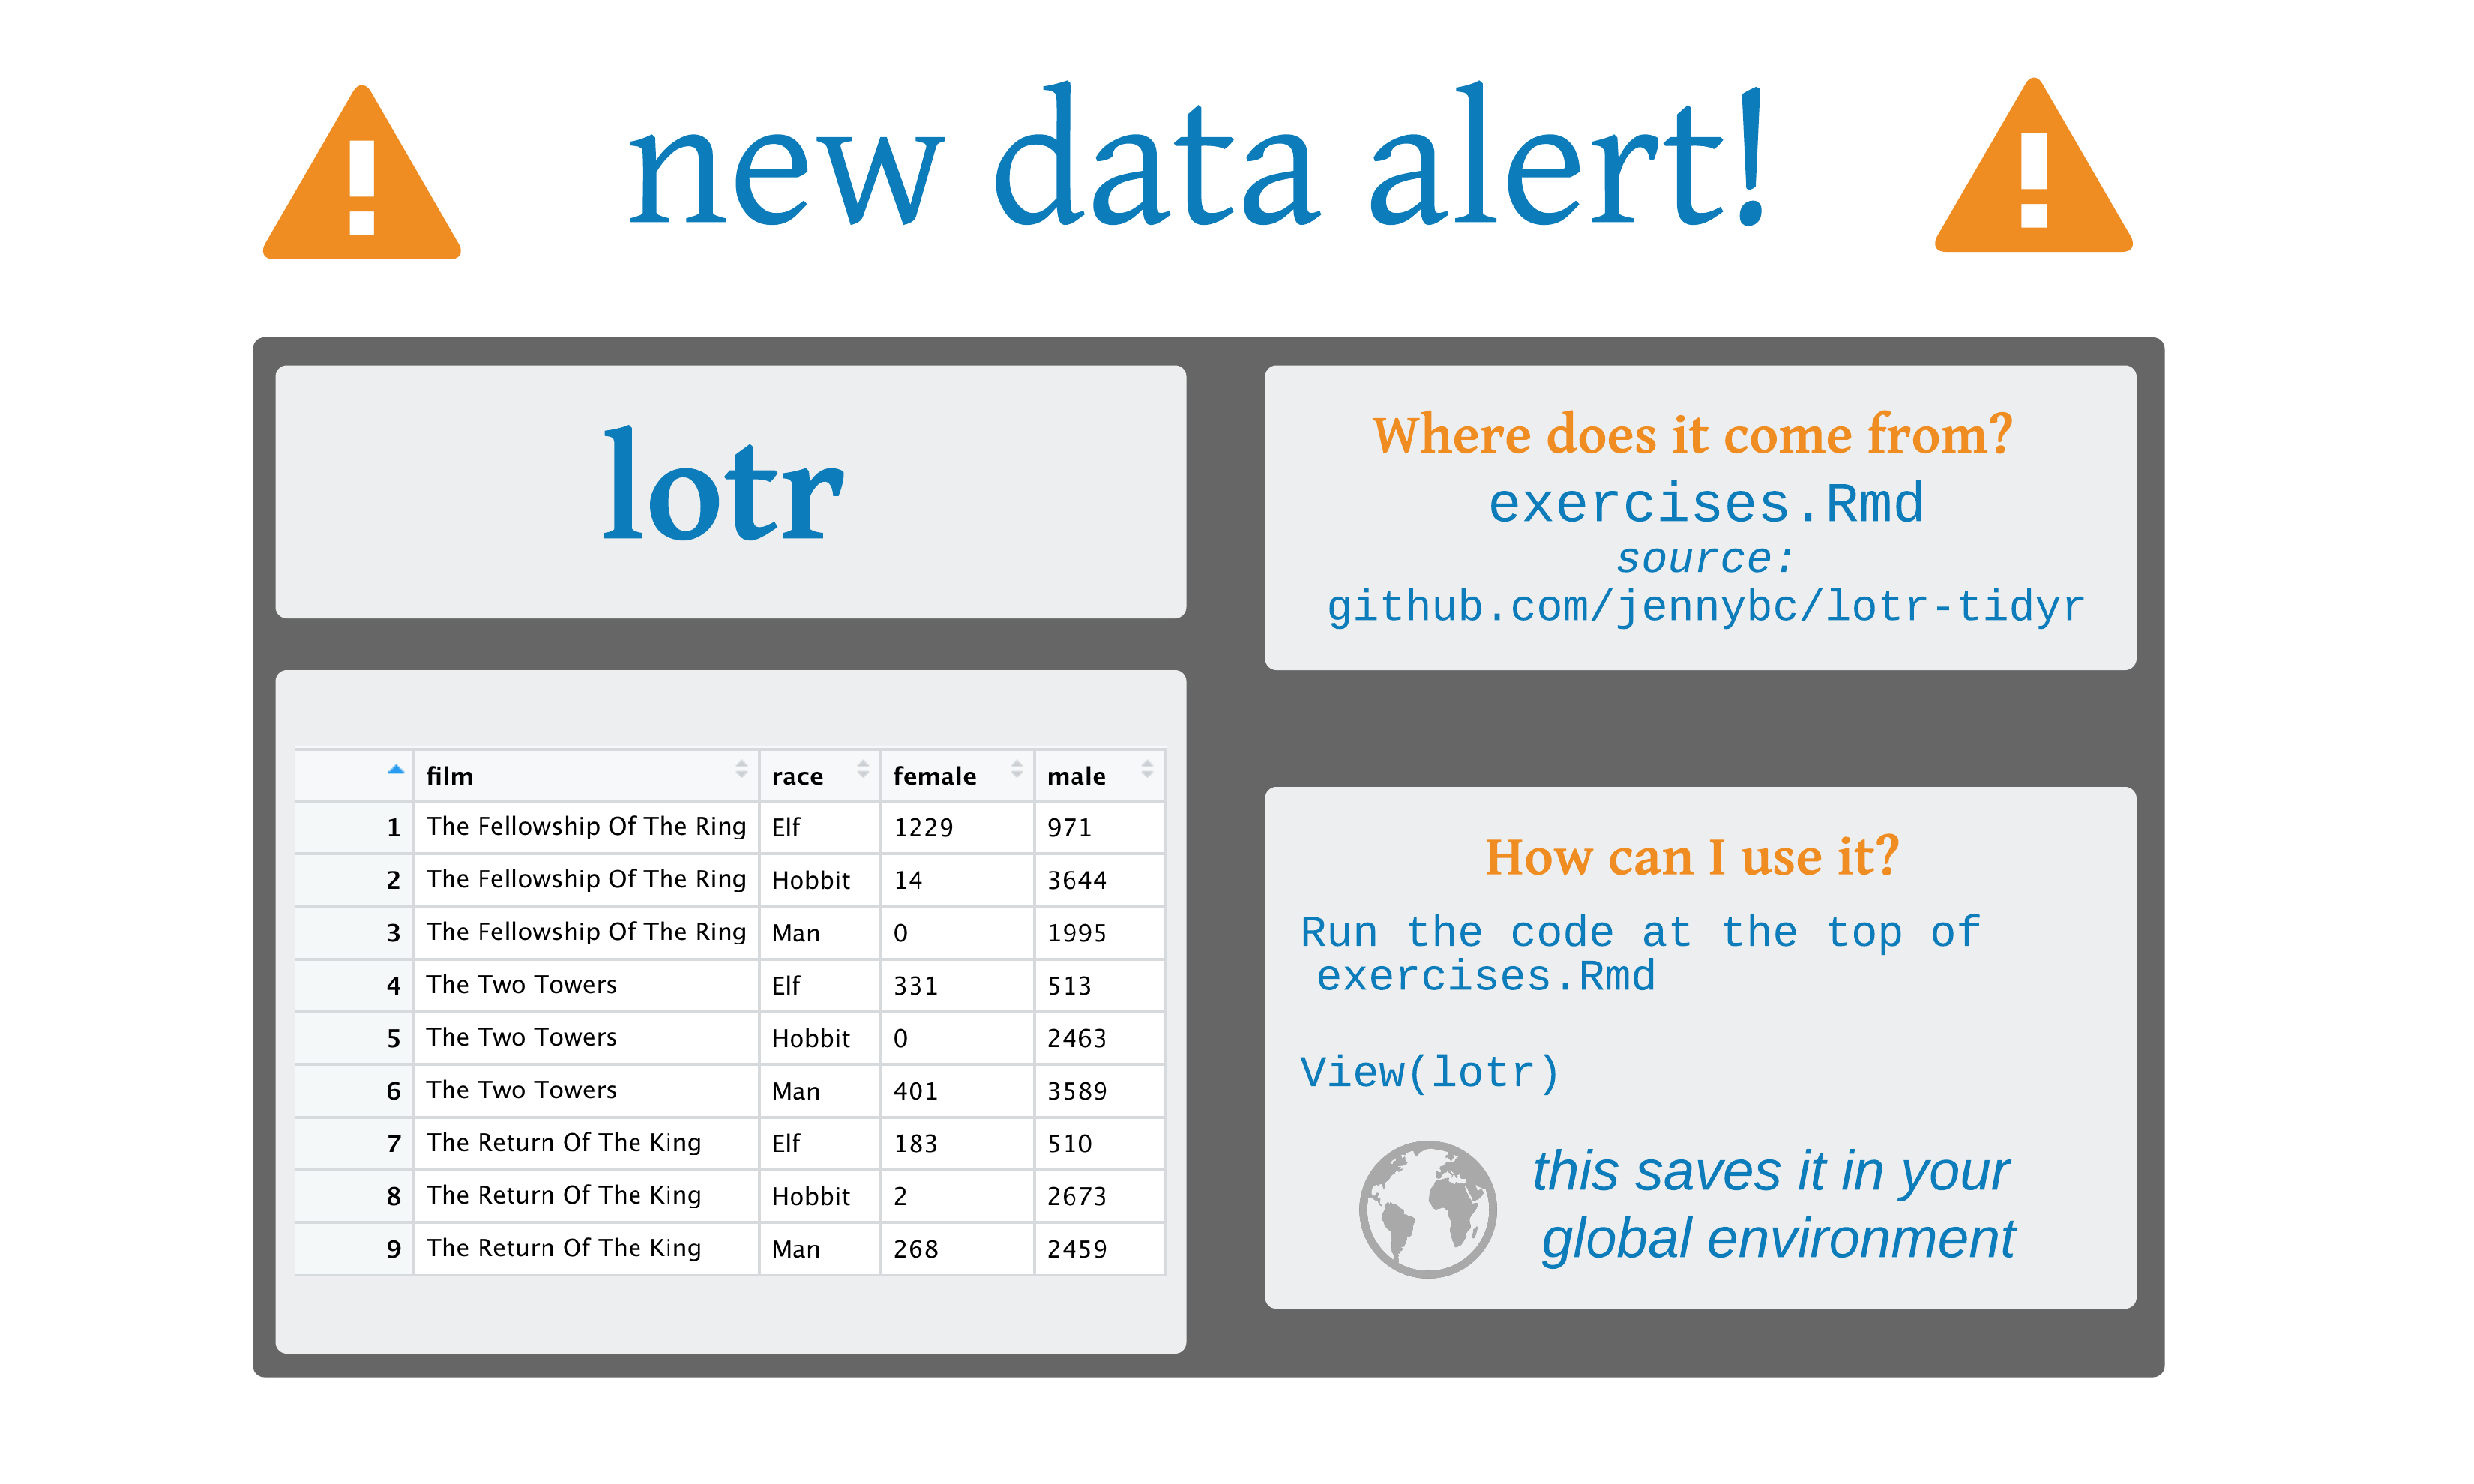 new data alert!
lotr
film race female male
1 The Fellowship Of The Ring Elf 1229 971
2 The Fellowship Of The Ring Hobbit 14 3644
3 The Fellowship Of The Ring Man 0 1995
4 The Two Towers Elf 331 513
5 The Two Towers Hobbit 0 2463
6 The Two Towers Man 401 3589
7 The Return Of The King Elf 183 510
8 The Return Of The King Hobbit 2 2673
9 The Return Of The King Man 268 2459
Where does it come from?
exercises.Rmd
source:
github.com/jennybc/lotr-tidyr
How can I use it?
Run the code at the top of
exercises.Rmd
View(lotr)
this saves it in your
global environment